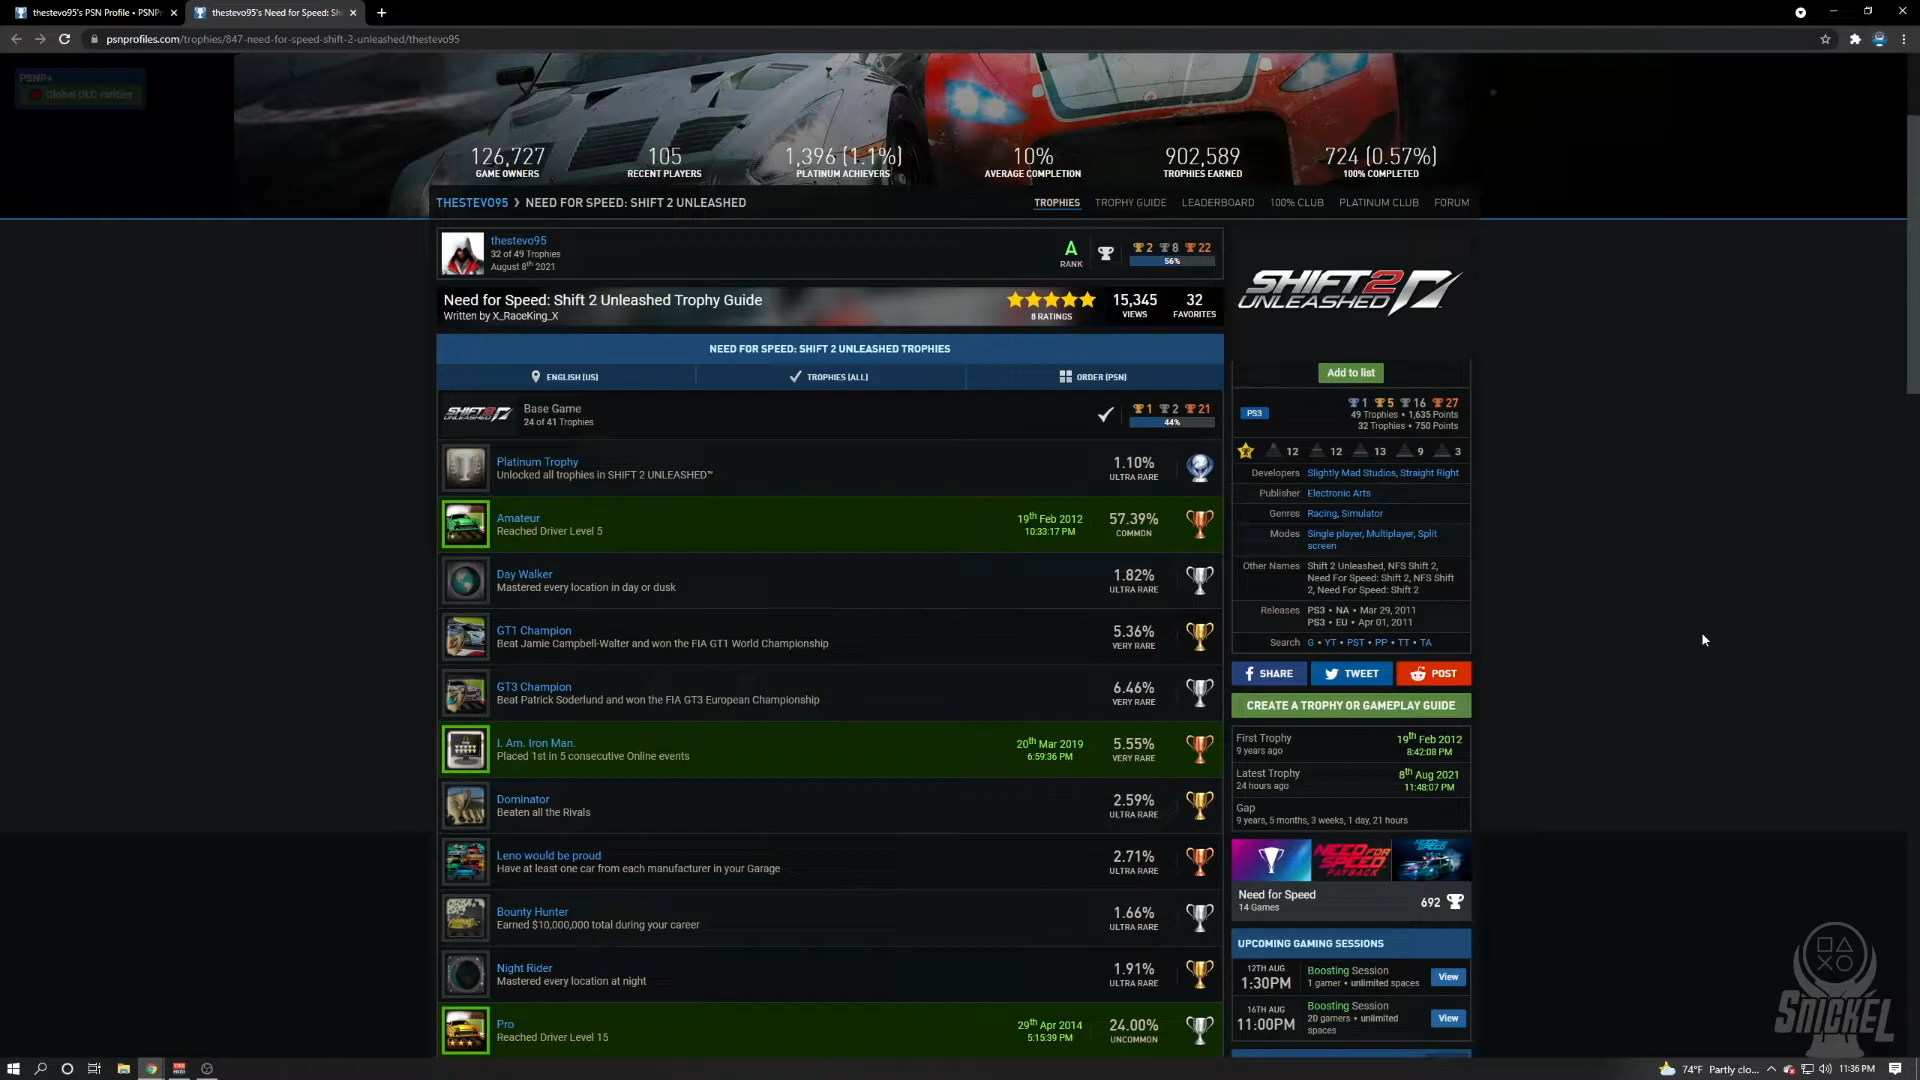 thestevo95's PSN Profile • PSNP
thestevo95's Need for Speed: Sh
psnprofiles.com/trophies/847-need-for-speed-shift-2-unleashed/thestevo95
PSNP+
Global DLC rarities
126,727 105 1,396 (1.1%) 10% 902,589 724 (0.57%)
GAME OWNERS RECENT PLAYERS PLATINUM ACHIEVERS AVERAGE COMPLETION TROPHIES EARNED 100% COMPLETED
THESTEVO95 > NEED FOR SPEED: SHIFT 2 UNLEASHED
TROPHIES TROPHY GUIDE LEADERBOARD 100% CLUB PLATINUM CLUB FORUM
thestevo95
32 of 49 Trophies
August 8th 2021
A
RANK
2 8 22
56%
Need for Speed: Shift 2 Unleashed Trophy Guide
Written by X_RaceKing_X
8 RATINGS
15,345
VIEWS
32
FAVORITES
NEED FOR SPEED: SHIFT 2 UNLEASHED TROPHIES
ENGLISH (US) TROPHIES (ALL) ORDER (PSN)
SHIFT 2
UNLEASHED
Base Game
24 of 41 Trophies
1 2 21
44%
Platinum Trophy
Unlocked all trophies in SHIFT 2 UNLEASHED™
1.10%
ULTRA RARE
Amateur
Reached Driver Level 5
19th Feb 2012
10:33:17 PM
57.39%
COMMON
Day Walker
Mastered every location in day or dusk
1.82%
ULTRA RARE
GT1 Champion
Beat Jamie Campbell-Walter and won the FIA GT1 World Championship
5.36%
VERY RARE
GT3 Champion
Beat Patrick Soderlund and won the FIA GT3 European Championship
6.46%
VERY RARE
I. Am. Iron Man.
Placed 1st in 5 consecutive Online events
20th Mar 2019
6:59:36 PM
5.55%
VERY RARE
Dominator
Beaten all the Rivals
2.59%
ULTRA RARE
Leno would be proud
Have at least one car from each manufacturer in your Garage
2.71%
ULTRA RARE
Bounty Hunter
Earned $10,000,000 total during your career
1.66%
ULTRA RARE
Night Rider
Mastered every location at night
1.91%
ULTRA RARE
Pro
Reached Driver Level 15
29th Apr 2014
5:15:39 PM
24.00%
UNCOMMON
SHIFT 2
UNLEASHED
Add to list
PS3
1 5 16 27
49 Trophies • 1,635 Points
32 Trophies • 750 Points
12 12 13 9 3
Developers Slightly Mad Studios, Straight Right
Publisher Electronic Arts
Genres Racing, Simulator
Modes Single player, Multiplayer, Split
screen
Other Names Shift 2 Unleashed, NFS Shift 2,
Need For Speed: Shift 2, NFS Shift
2, Need For Speed: Shift 2
Releases PS3 • NA • Mar 29, 2011
PS3 • EU • Apr 01, 2011
Search G • YT • PST • PP • TT • TA
SHARE TWEET POST
CREATE A TROPHY OR GAMEPLAY GUIDE
First Trophy
9 years ago
19th Feb 2012
8:42:08 PM
Latest Trophy
24 hours ago
8th Aug 2021
11:48:07 PM
Gap
9 years, 5 months, 3 weeks, 1 day, 21 hours
NEED FOR
SPEED
PAYBACK
Need for Speed
14 Games
692
UPCOMING GAMING SESSIONS
12TH AUG
1:30PM
Boosting Session
1 gamer • unlimited spaces
View
16TH AUG
11:00PM
Boosting Session
20 gamers • unlimited
spaces
View
SNICKEL
74°F Partly clo... 11:36 PM